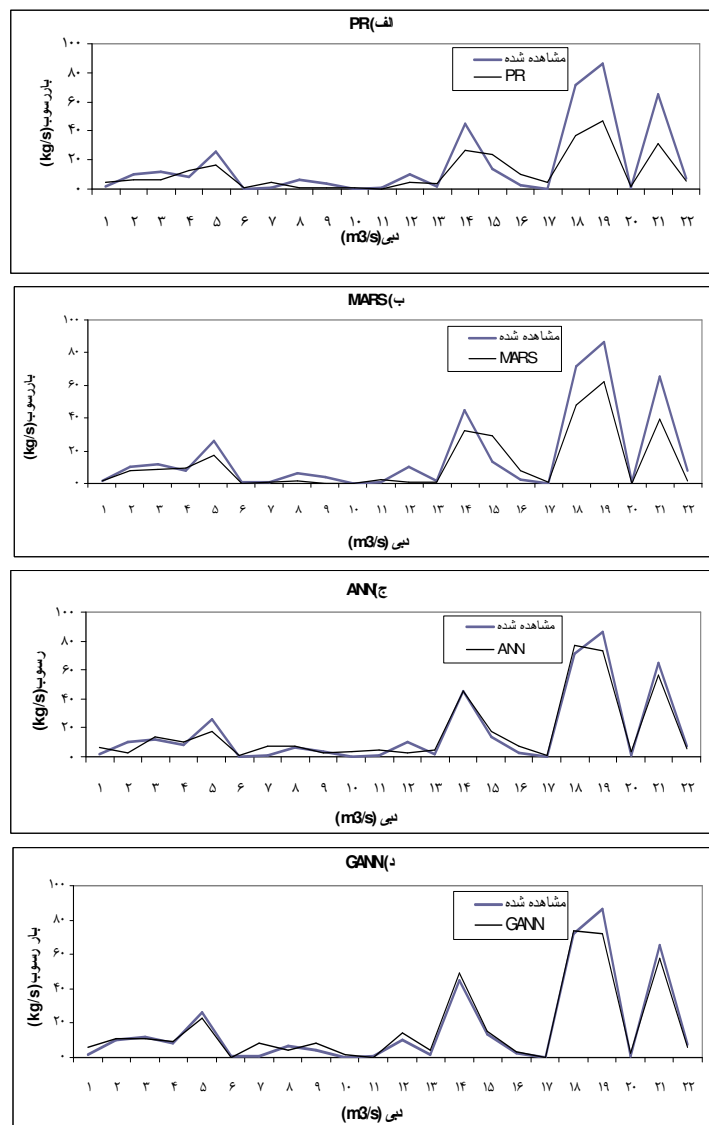 الف)PR
۱۰۰
۸۰
۶۰
۴۰
۲۰
۰
باررسوب(kg/s)
مشاهده شده
PR
۱ ۲ ۳ ۴ ۵ ۶ ۷ ۸ ۹ ۱۰ ۱۱ ۱۲ ۱۳ ۱۴ ۱۵ ۱۶ ۱۷ ۱۸ ۱۹ ۲۰ ۲۱ ۲۲
دبی(m3/s)
ب)MARS
۱۰۰
۸۰
۶۰
۴۰
۲۰
۰
باررسوب(kg/s)
مشاهده شده
MARS
۱ ۲ ۳ ۴ ۵ ۶ ۷ ۸ ۹ ۱۰ ۱۱ ۱۲ ۱۳ ۱۴ ۱۵ ۱۶ ۱۷ ۱۸ ۱۹ ۲۰ ۲۱ ۲۲
دبی (m3/s)
ج)ANN
۱۰۰
۸۰
۶۰
۴۰
۲۰
۰
رسوب(kg/s)
مشاهده شده
ANN
۱ ۲ ۳ ۴ ۵ ۶ ۷ ۸ ۹ ۱۰ ۱۱ ۱۲ ۱۳ ۱۴ ۱۵ ۱۶ ۱۷ ۱۸ ۱۹ ۲۰ ۲۱ ۲۲
دبی (m3/s)
د)GANN
۱۰۰
۸۰
۶۰
۴۰
۲۰
۰
بار رسوب(kg/s)
مشاهده شده
GANN
۱ ۲ ۳ ۴ ۵ ۶ ۷ ۸ ۹ ۱۰ ۱۱ ۱۲ ۱۳ ۱۴ ۱۵ ۱۶ ۱۷ ۱۸ ۱۹ ۲۰ ۲۱ ۲۲
دبی (m3/s)